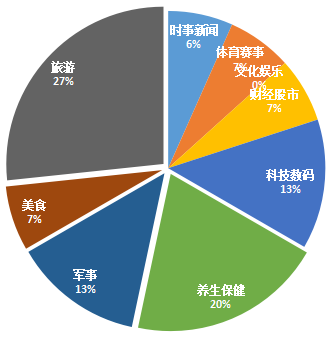 时事新闻
6%
体育赛事
7%
文化娱乐
0%
财经股市
7%
科技数码
13%
养生保健
20%
军事
13%
美食
7%
旅游
27%